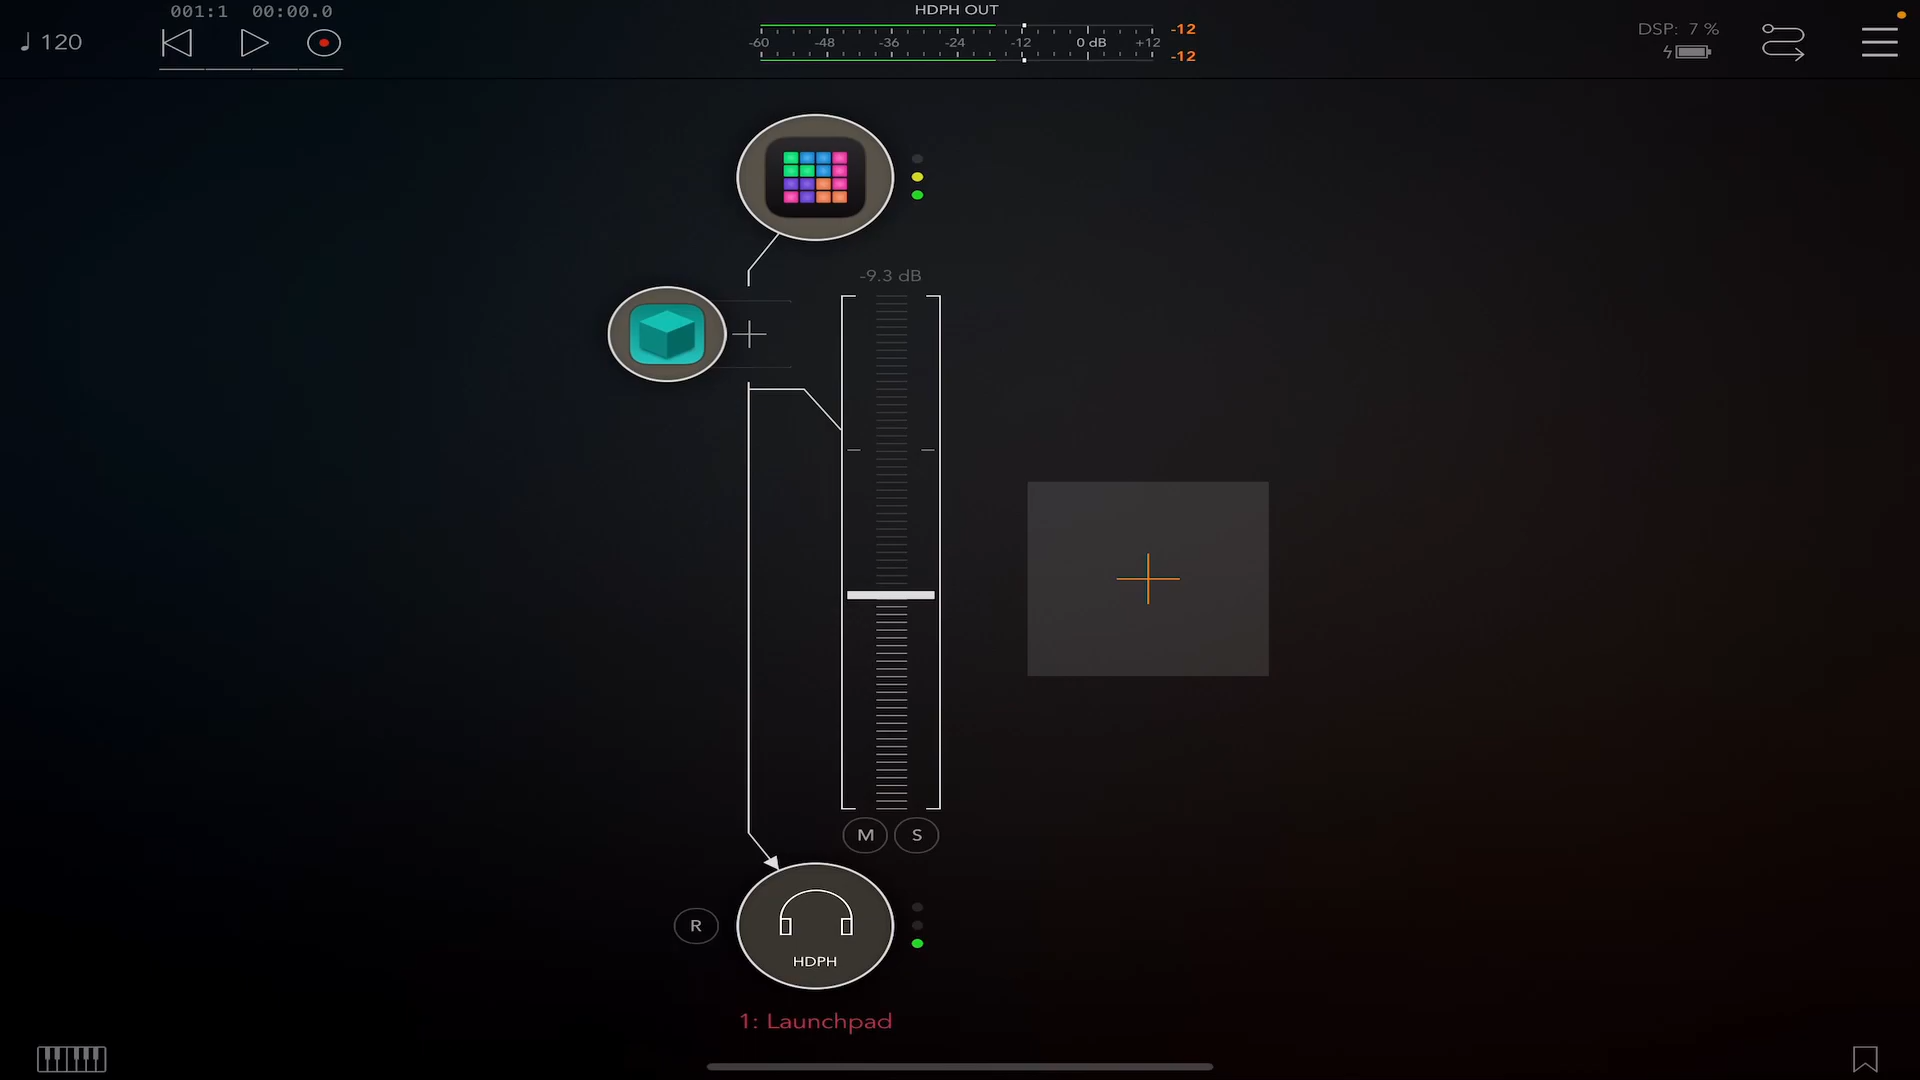 001:1 00:00.0
HDPH OUT
♩ 120
-60 -48 -36 -24 -12 0 dB +12
-12
-12
DSP: 7 %
-9.3 dB
M S
R
HDPH
1: Launchpad